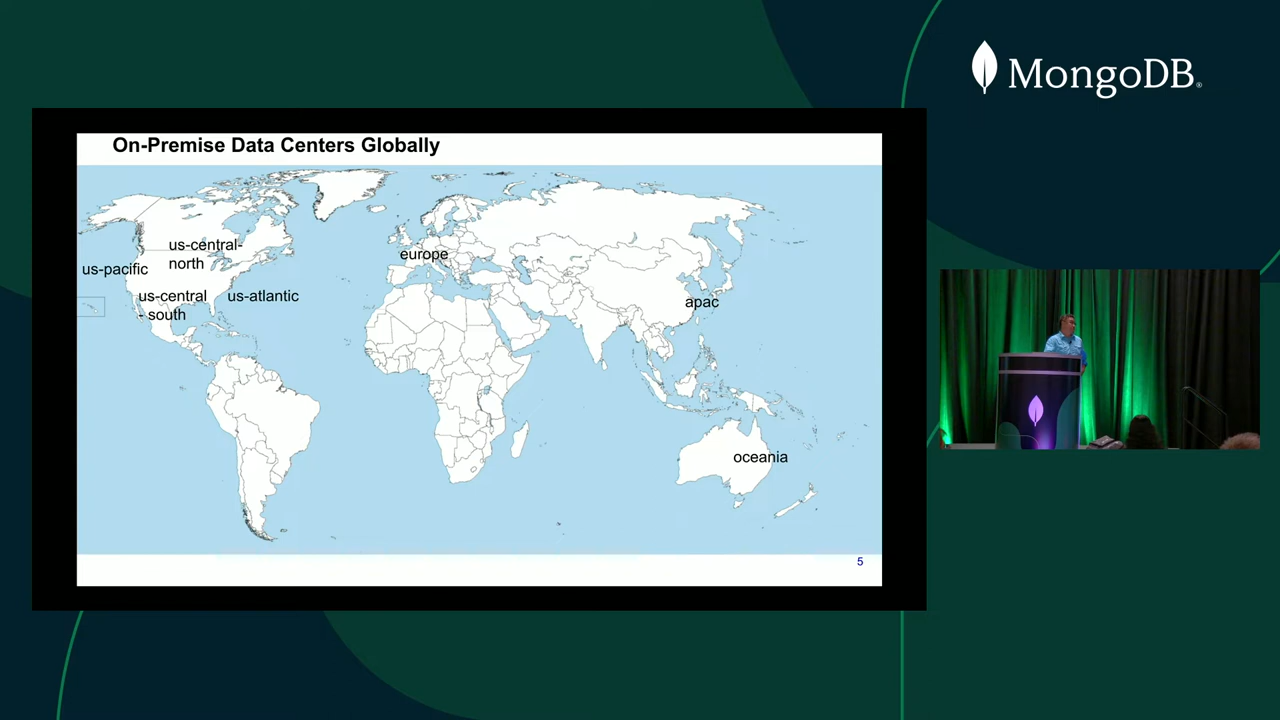 MongoDB®
On-Premise Data Centers Globally
us-central-
north
us-pacific
us-central
- south
us-atlantic
europe
apac
oceania
5